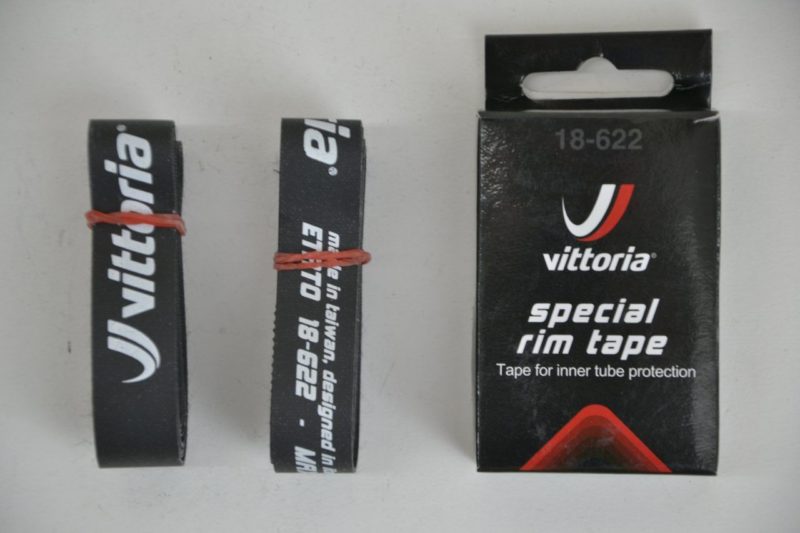 vittoria®
ria®
made in taiwan, designed in
ETRTO 18-622 -
18-622
vittoria®
special
rim tape
Tape for inner tube protection